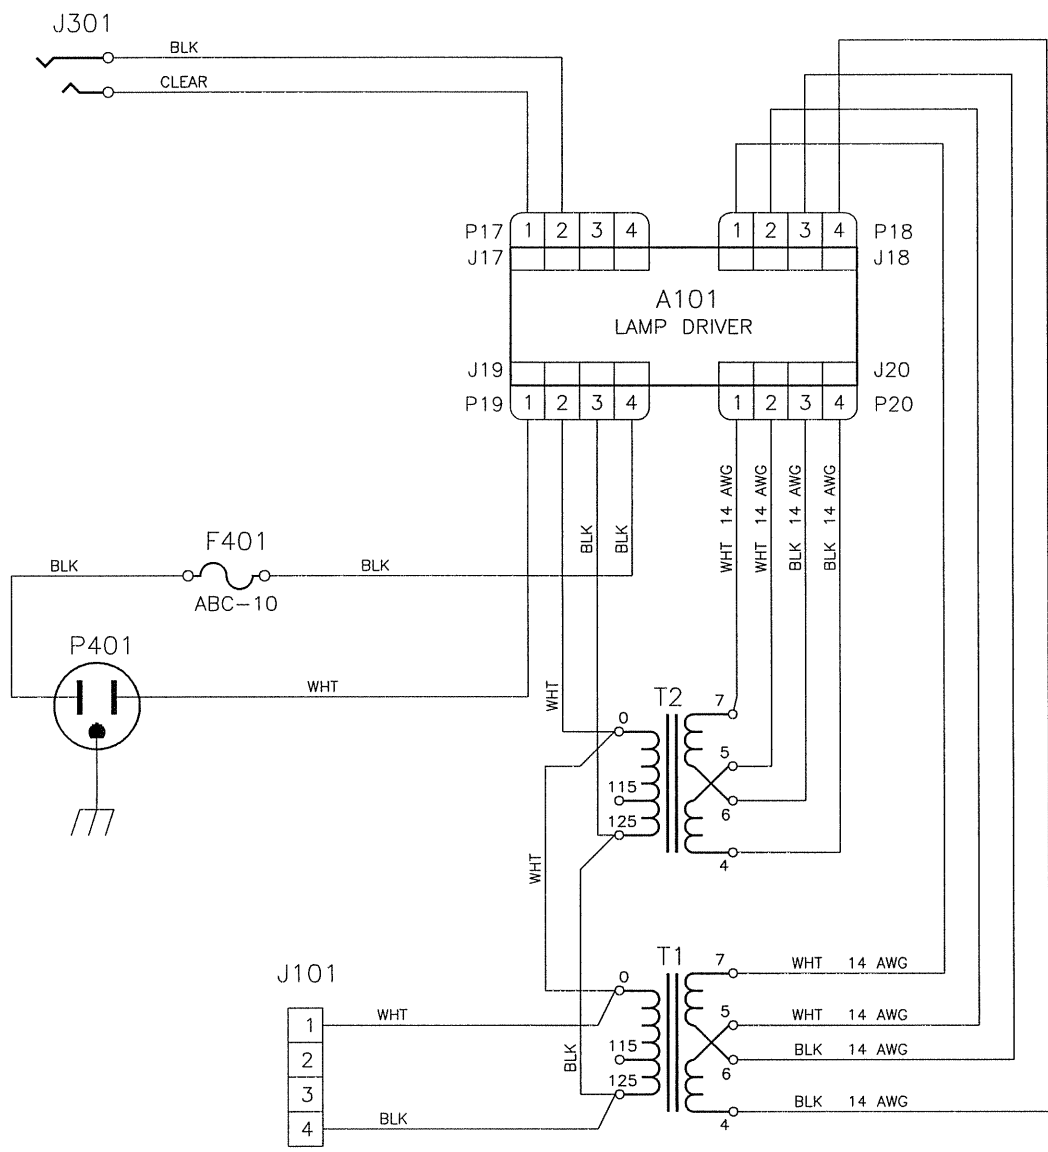 J301
BLK
CLEAR
P17 1 2 3 4
J17
1 2 3 4 P18
J18
A101
LAMP DRIVER
J19
P19 1 2 3 4
J20
1 2 3 4 P20
WHT 14 AWG
WHT 14 AWG
BLK 14 AWG
BLK 14 AWG
BLK
BLK
F401
BLK
BLK
ABC-10
P401
WHT
WHT
T2
0
115
125
7
5
6
4
WHT
T1
0
115
125
7
5
6
4
WHT 14 AWG
WHT 14 AWG
BLK 14 AWG
BLK 14 AWG
BLK
J101
1
2
3
4
WHT
BLK